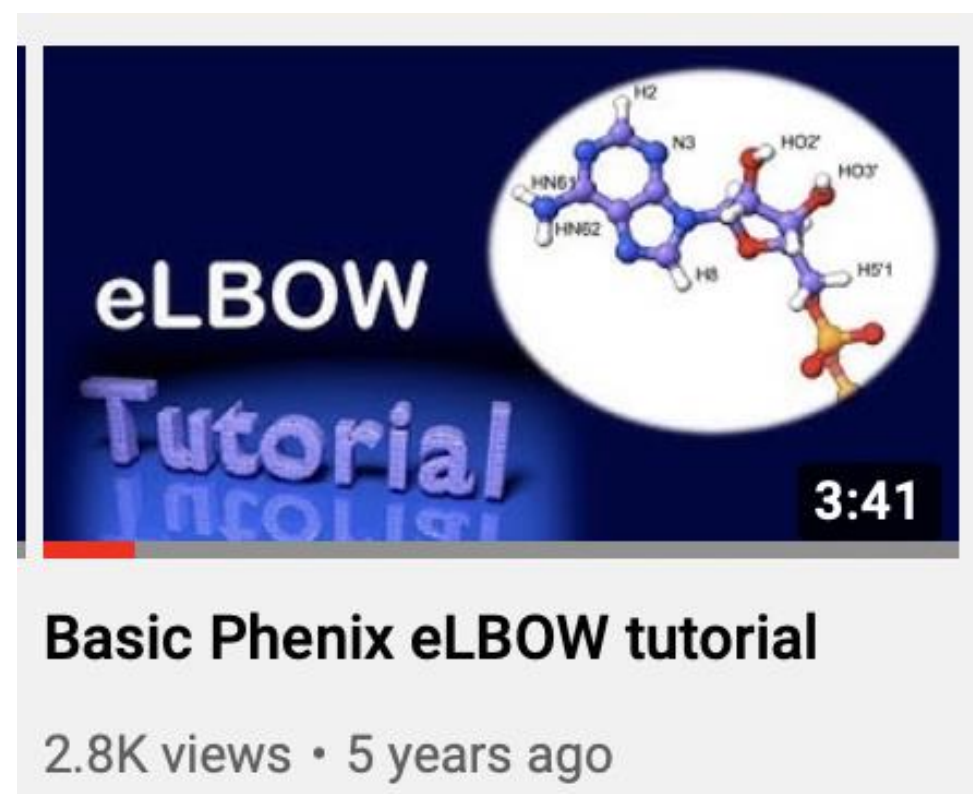 H2
N3
HO2'
HO3'
HN61
HN62
H8
H5'1
eLBOW
Tutorial
3:41
Basic Phenix eLBOW tutorial
2.8K views • 5 years ago